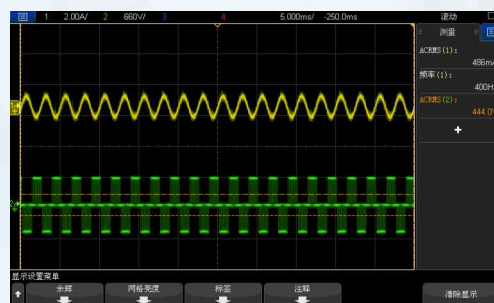 1 2.00A/ 2 660V/ 3 4 5.000ms/ -250.0ms 滚动
测量
ACRMS(1):
486m
频率(1):
400H
ACRMS(2):
444.0
+
显示设置菜单
余辉 网格亮度 标签 注释 清除显示